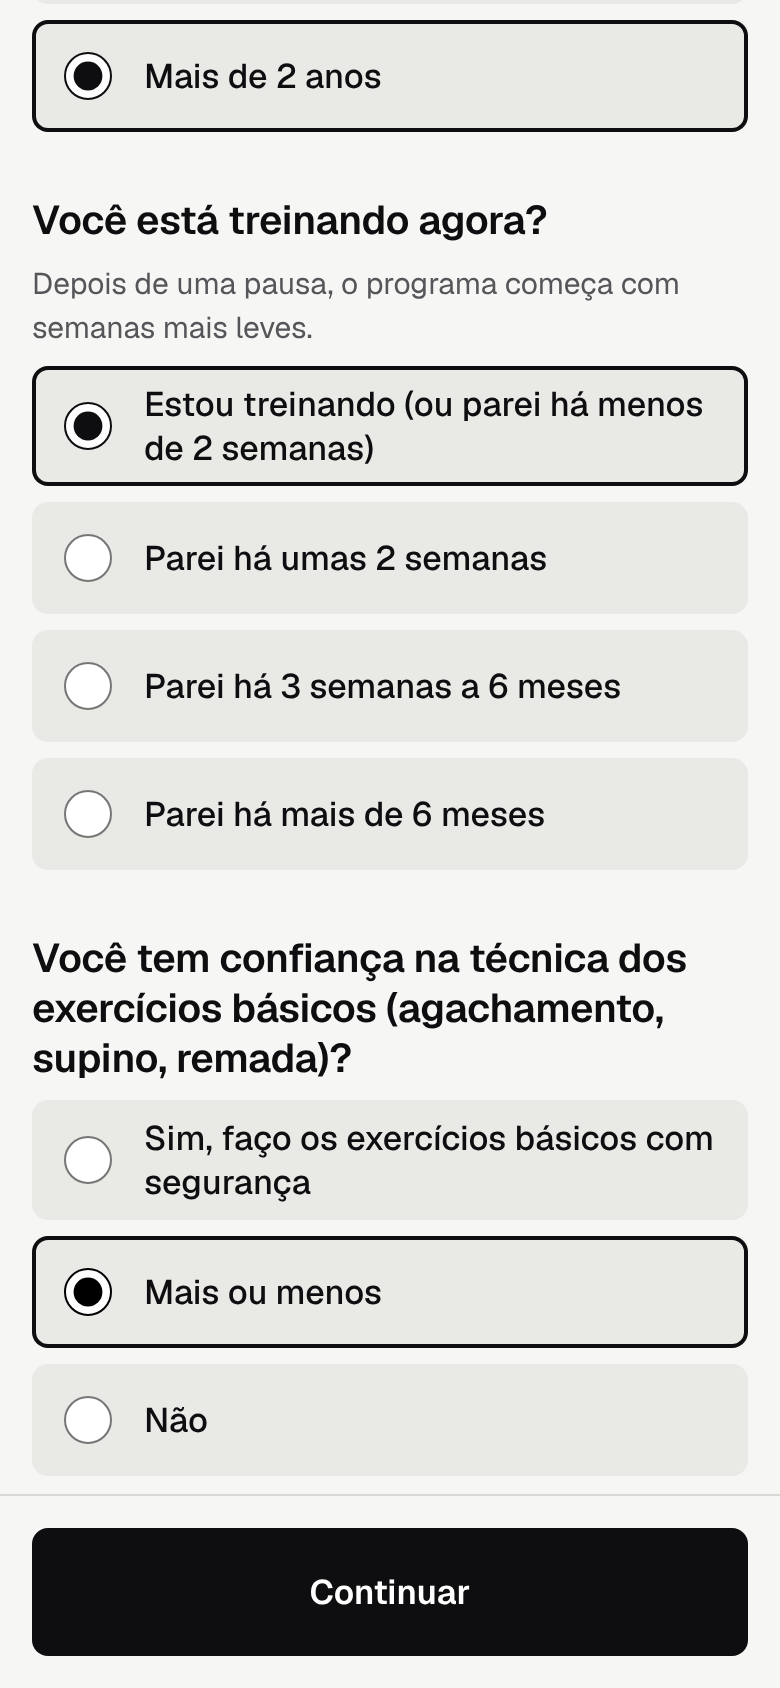 Mais de 2 anos
Você está treinando agora?
Depois de uma pausa, o programa começa com
semanas mais leves.
Estou treinando (ou parei há menos
de 2 semanas)
Parei há umas 2 semanas
Parei há 3 semanas a 6 meses
Parei há mais de 6 meses
Você tem confiança na técnica dos
exercícios básicos (agachamento,
supino, remada)?
Sim, faço os exercícios básicos com
segurança
Mais ou menos
Não
Continuar